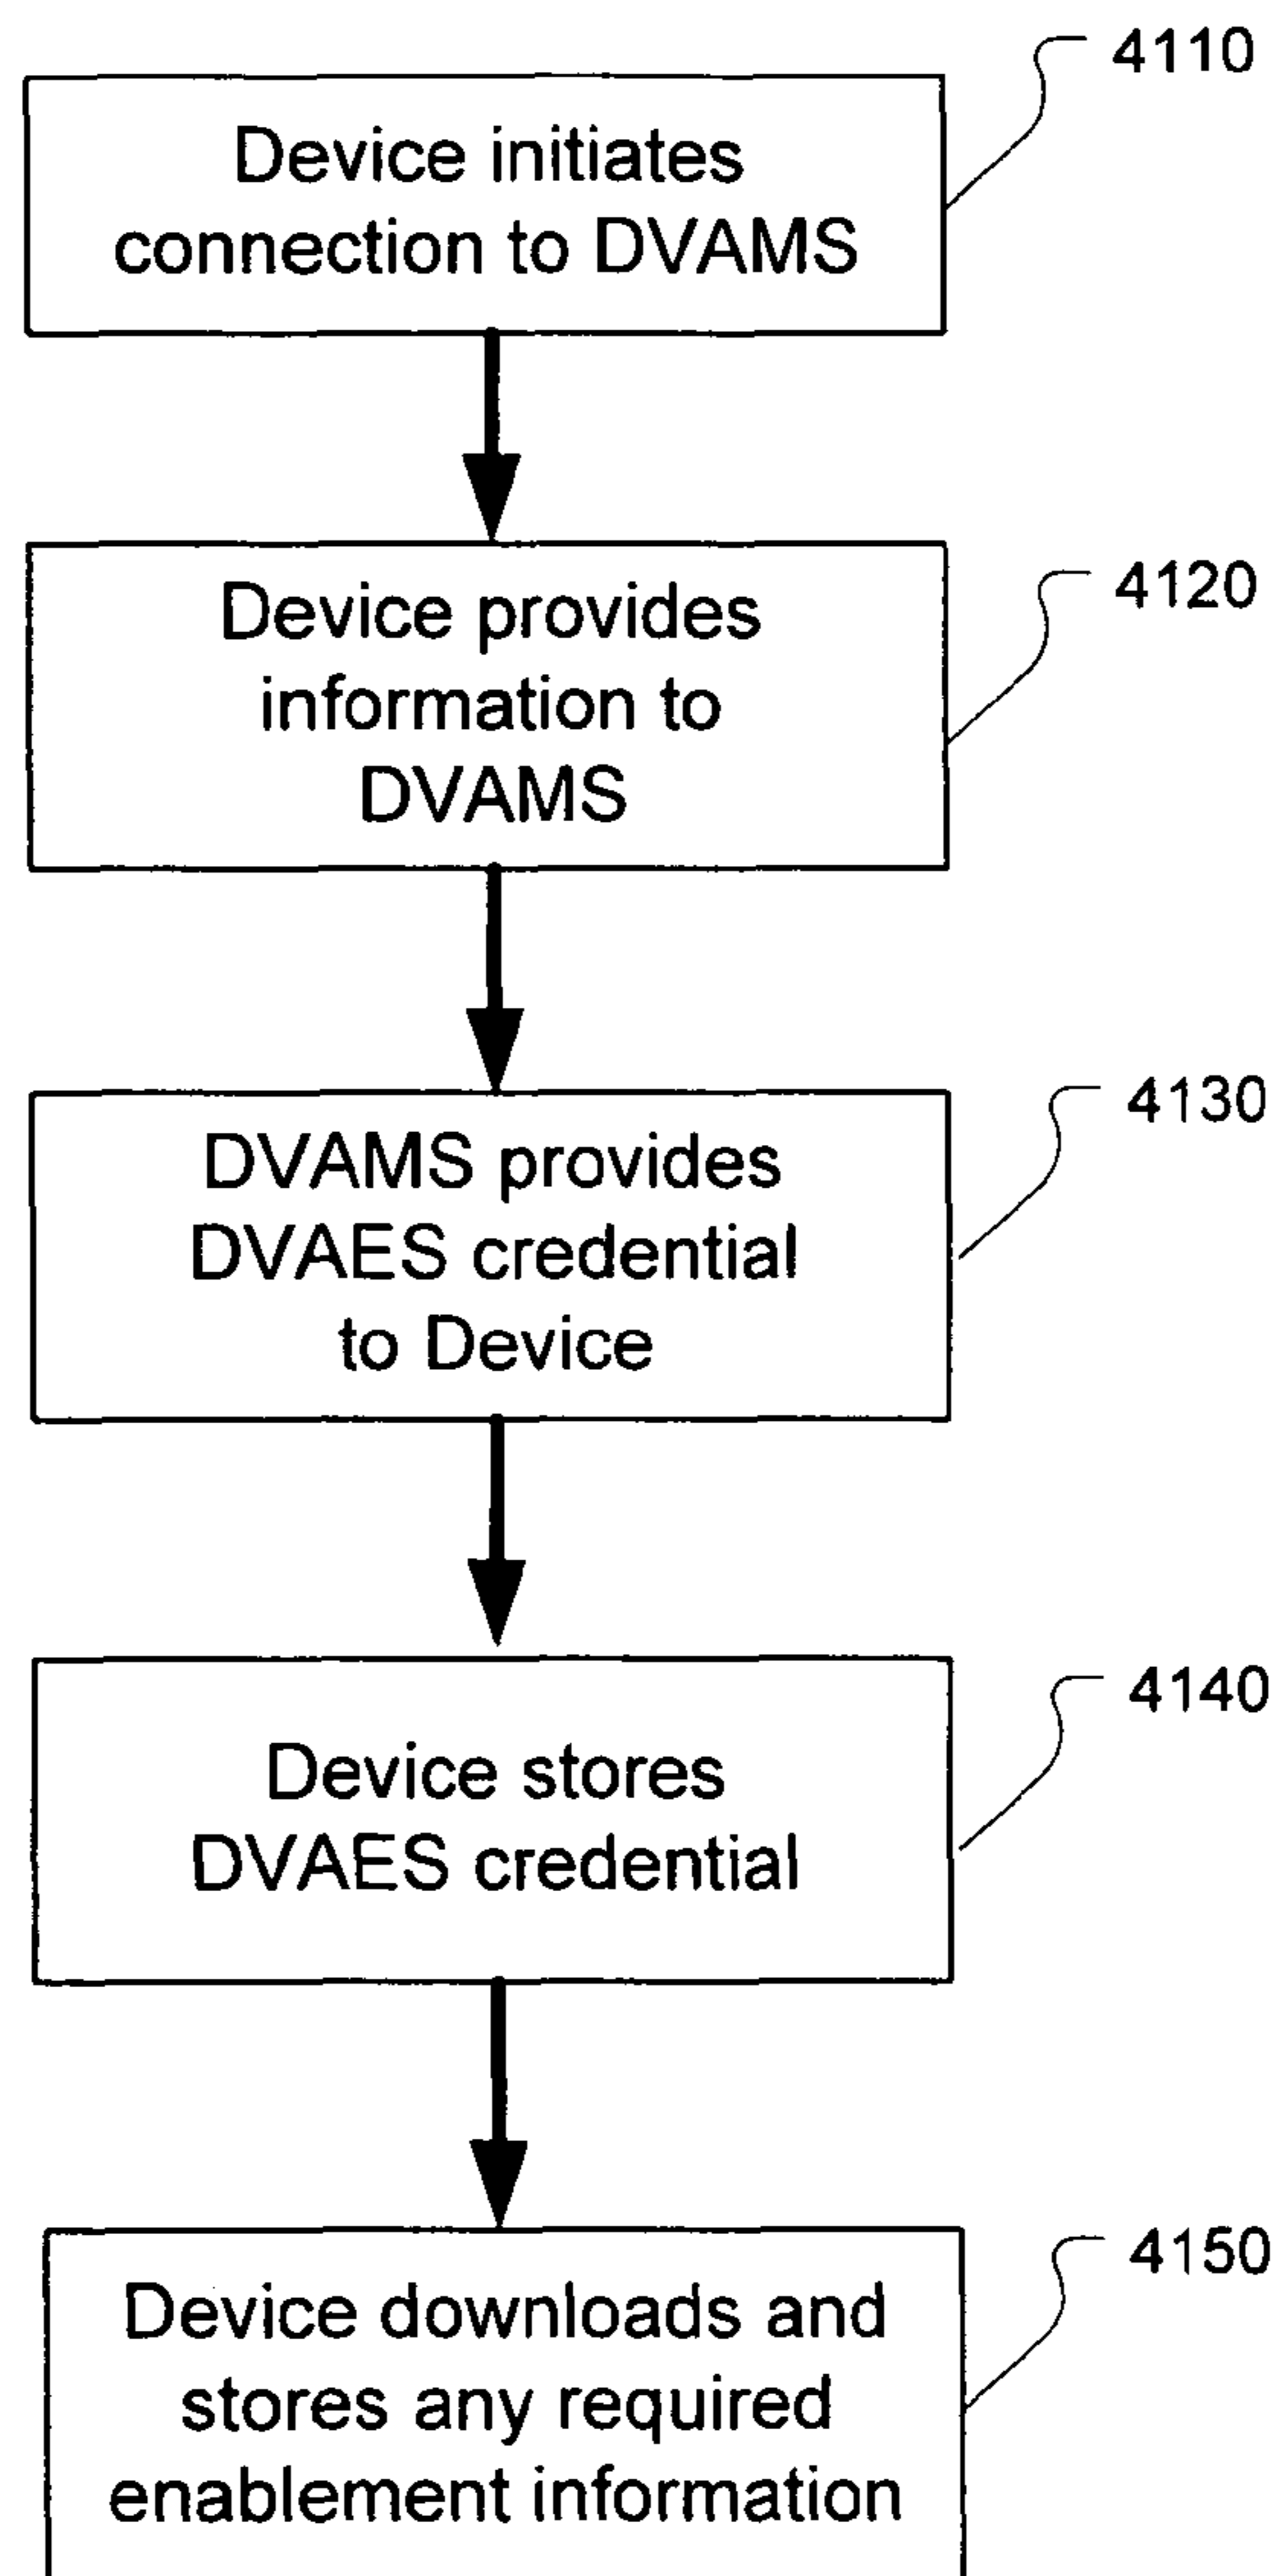 4110
Device initiates
connection to DVAMS
4120
Device provides
information to
DVAMS
4130
DVAMS provides
DVAES credential
to Device
4140
Device stores
DVAES credential
4150
Device downloads and
stores any required
enablement information